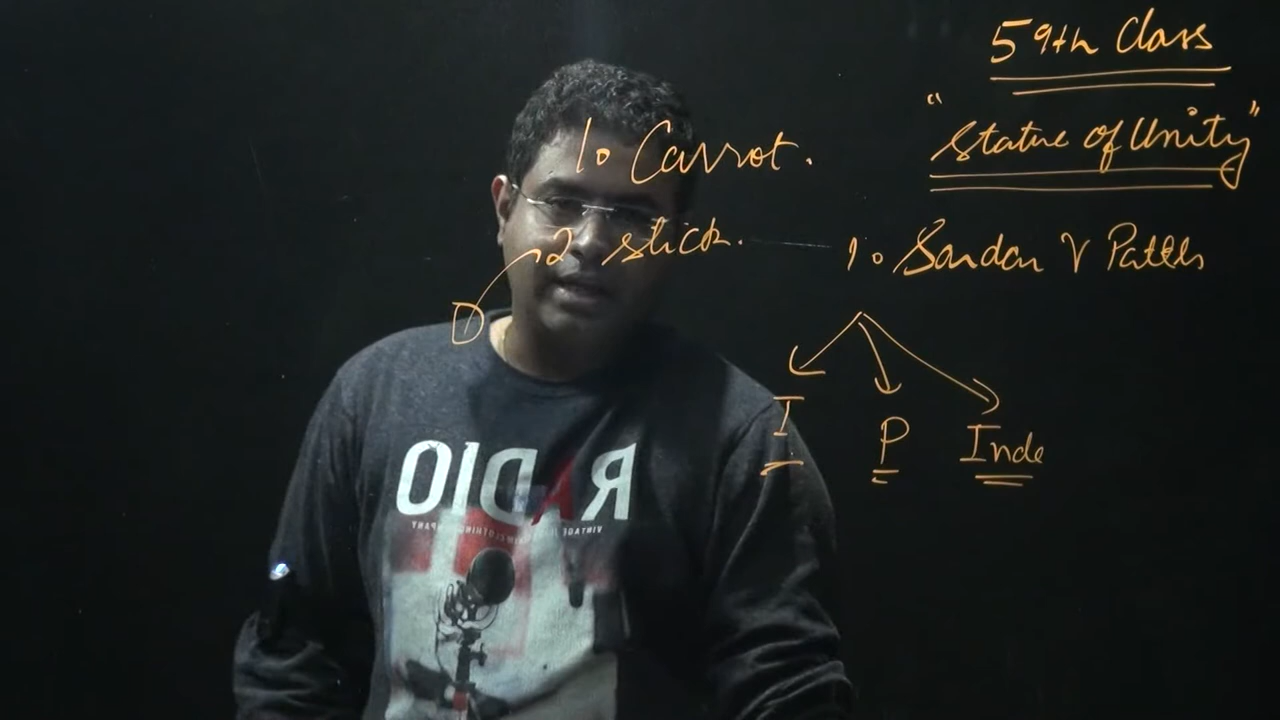 59th Class
"Statue of Unity"
1. Carrot.
2 stick.
1. Sardar V Patel
I
P
Inde
RADIO